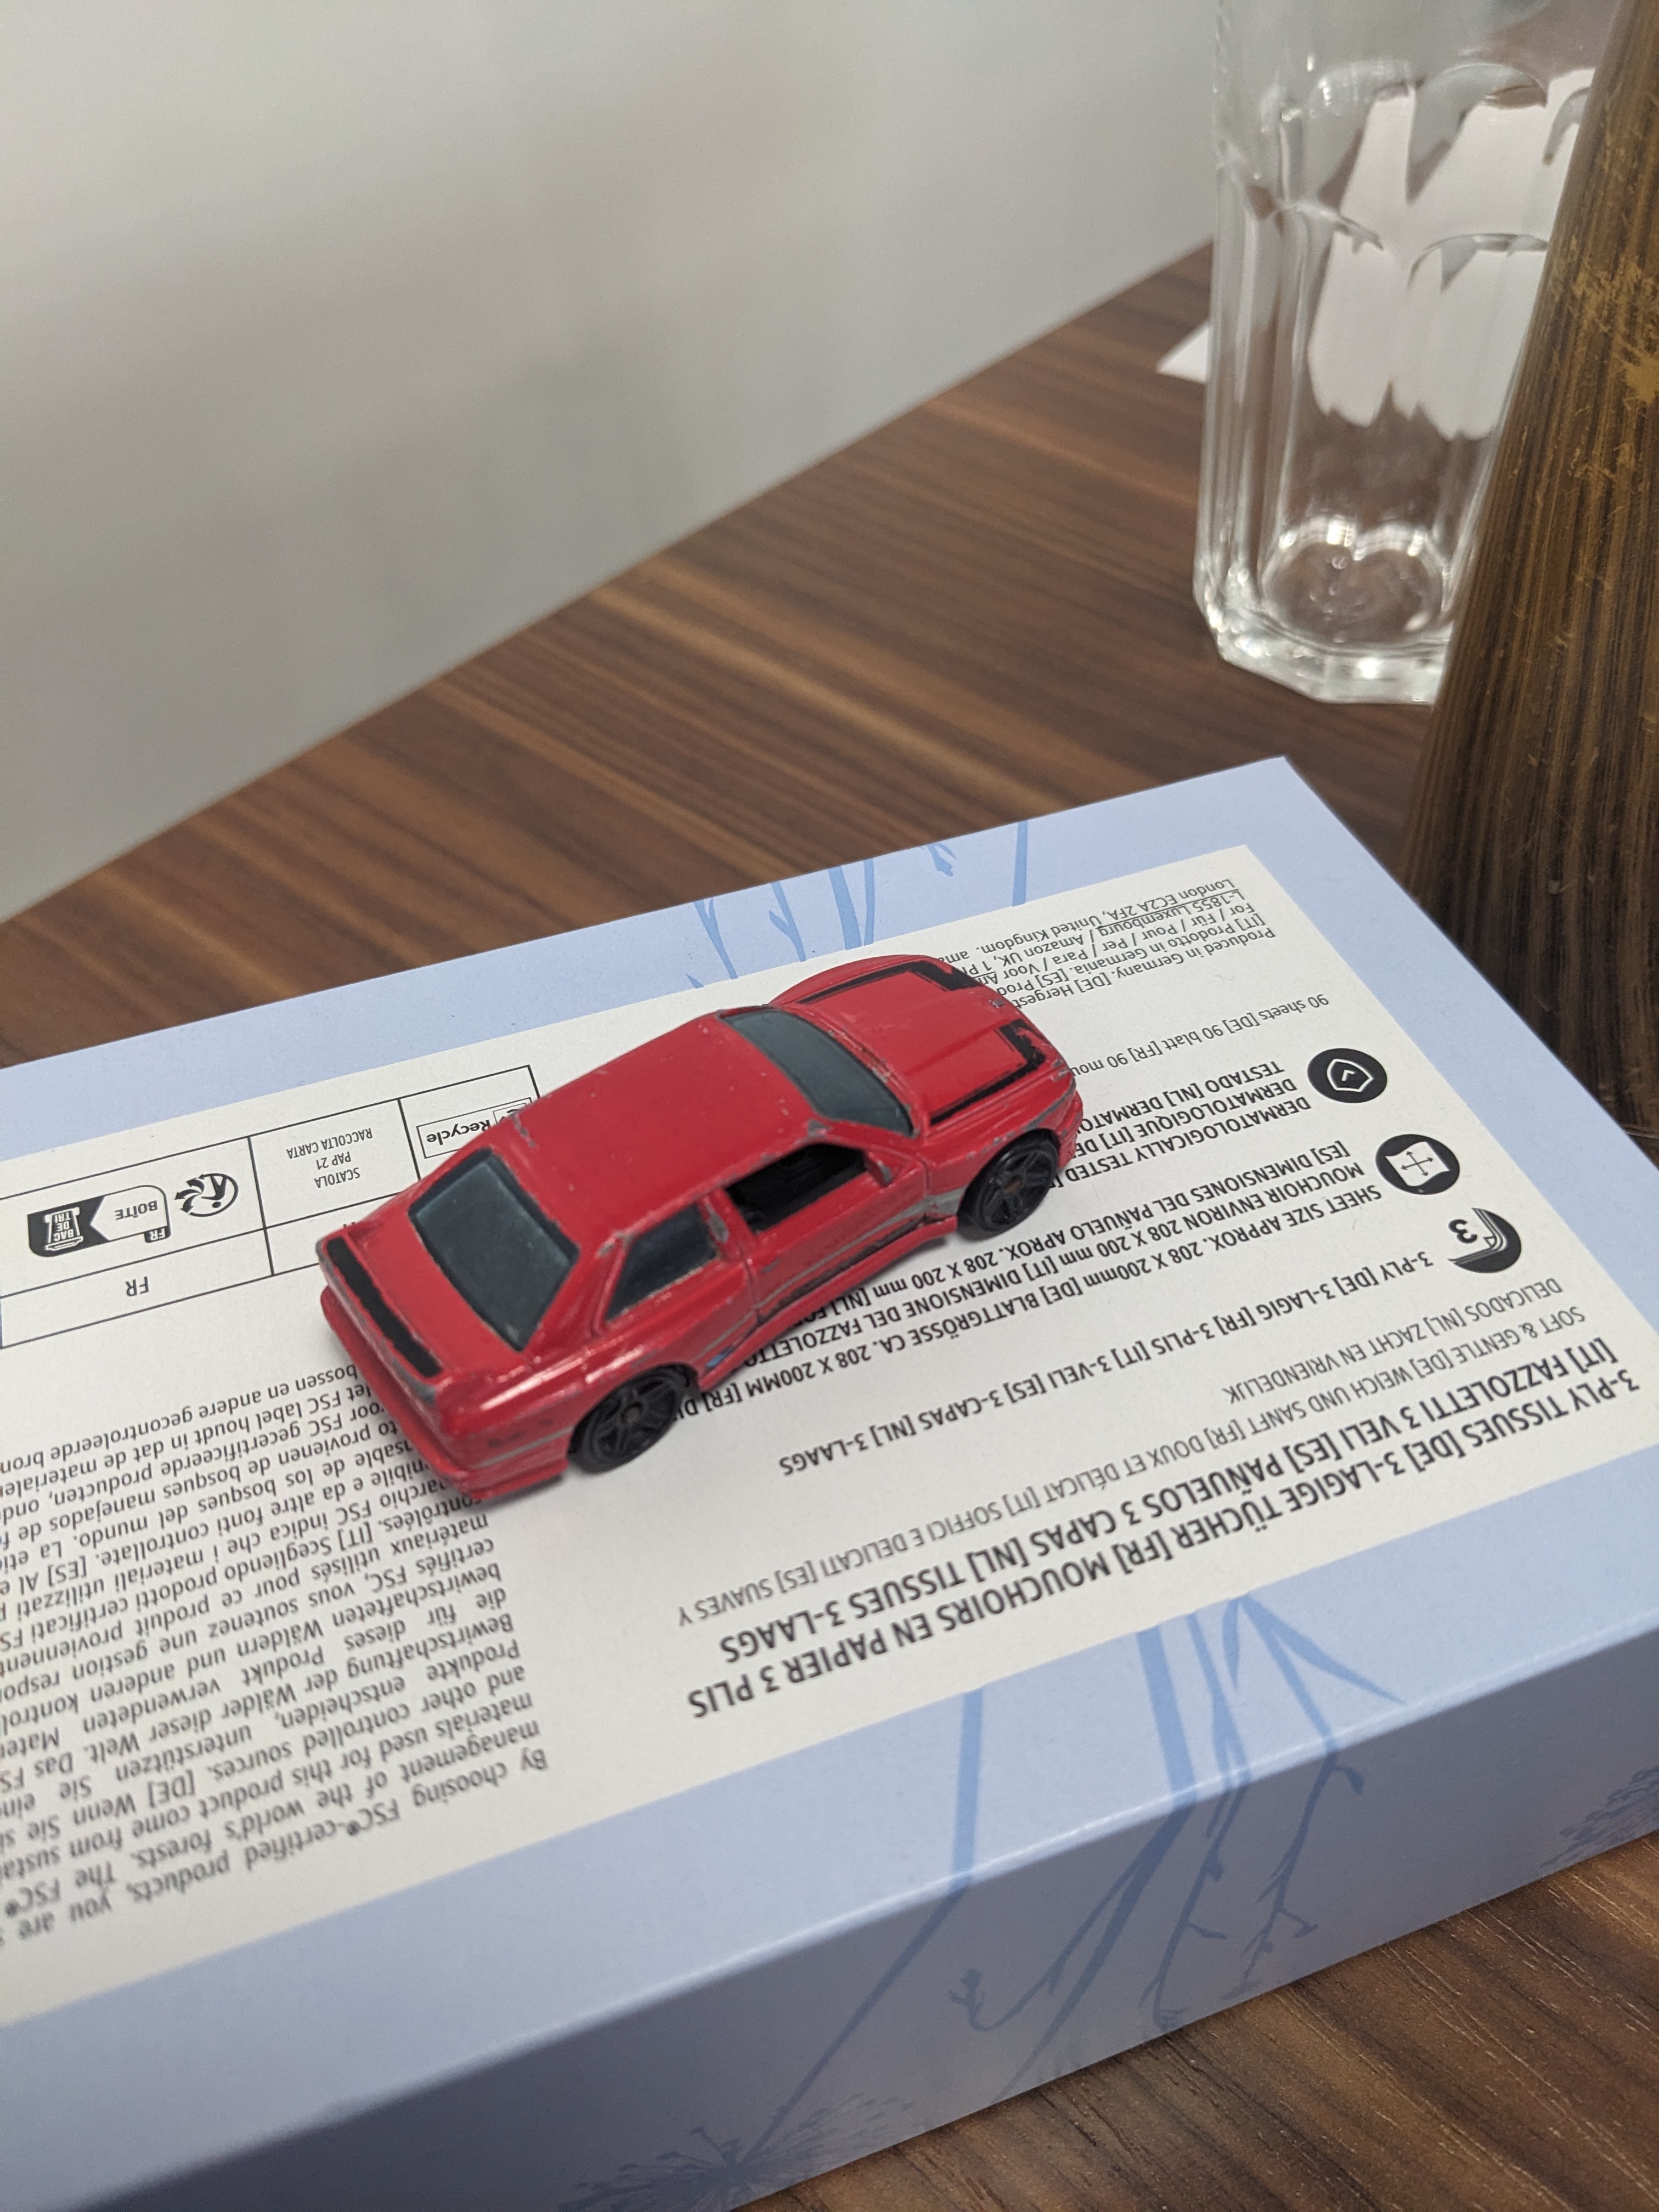 3-PLY TISSUES [DE] 3-LAGIGE TÜCHER [FR] MOUCHOIRS EN PAPIER 3 PLIS
[IT] FAZZOLETTI 3 VELI [ES] PAÑUELOS 3 CAPAS [NL] TISSUES 3-LAAGS
SOFT & GENTLE [DE] WEICH UND SANFT [FR] DOUX ET DÉLICAT [IT] SOFFICI E DELICATI [ES] SUAVES Y
DELICADOS [NL] ZACHT EN VRIENDELIJK
3
3-PLY [DE] 3-LAGIG [FR] 3-PLIS [IT] 3-VELI [ES] 3-CAPAS [NL] 3-LAAGS
SHEET SIZE APPROX. 208 X 200mm [DE] BLATTGRÖSSE CA. 208 X 200MM [FR]
MOUCHOIR ENVIRON 208 X 200 mm [IT] DIMENSIONE DEL FAZZOLETTO
[ES] DIMENSIONES DEL PAÑUELO APROX. 208 X 200 mm [NL]
DERMATOLOGICALLY TESTED
DERMATOLOGIQUE [IT]
TESTADO [NL]
90 sheets [DE] 90 blatt [FR] 90
Produced in Germany. [DE]
[IT] Prodotto in Germania. [ES]
For / Für / Pour / Per / Para / Voor
L-1855 Luxembourg / Amazon UK, 1
London EC2A 2FA, United Kingdom.
By choosing FSC®-certified products, you are
management of the world's forests. The FSC®
materials used for this product come from
and other controlled sources. [DE] Wenn Sie
Produkte entscheiden, unterstützen Sie
Bewirtschaftung der Wälder dieser Welt. Das
die für dieses Produkt verwendeten
bewirtschafteten Wäldern und anderen
certifiés FSC, vous soutenez une gestion
matériaux utilisés pour ce produit
contrôlées. [IT] Scegliendo prodotti certificati
FSC indica che i materiali utilizzati
e da altre fonti controllate. [ES] Al
de los bosques del mundo. La
provienen de bosques manejados de
voor FSC gecertificeerde producten,
FSC label houdt in dat de
bossen en andere gecontroleerde
Recycle
SCATOLA
PAP 21
RACCOLTA CARTA
FR
FR
BOÎTE
BAC
DE
TRI